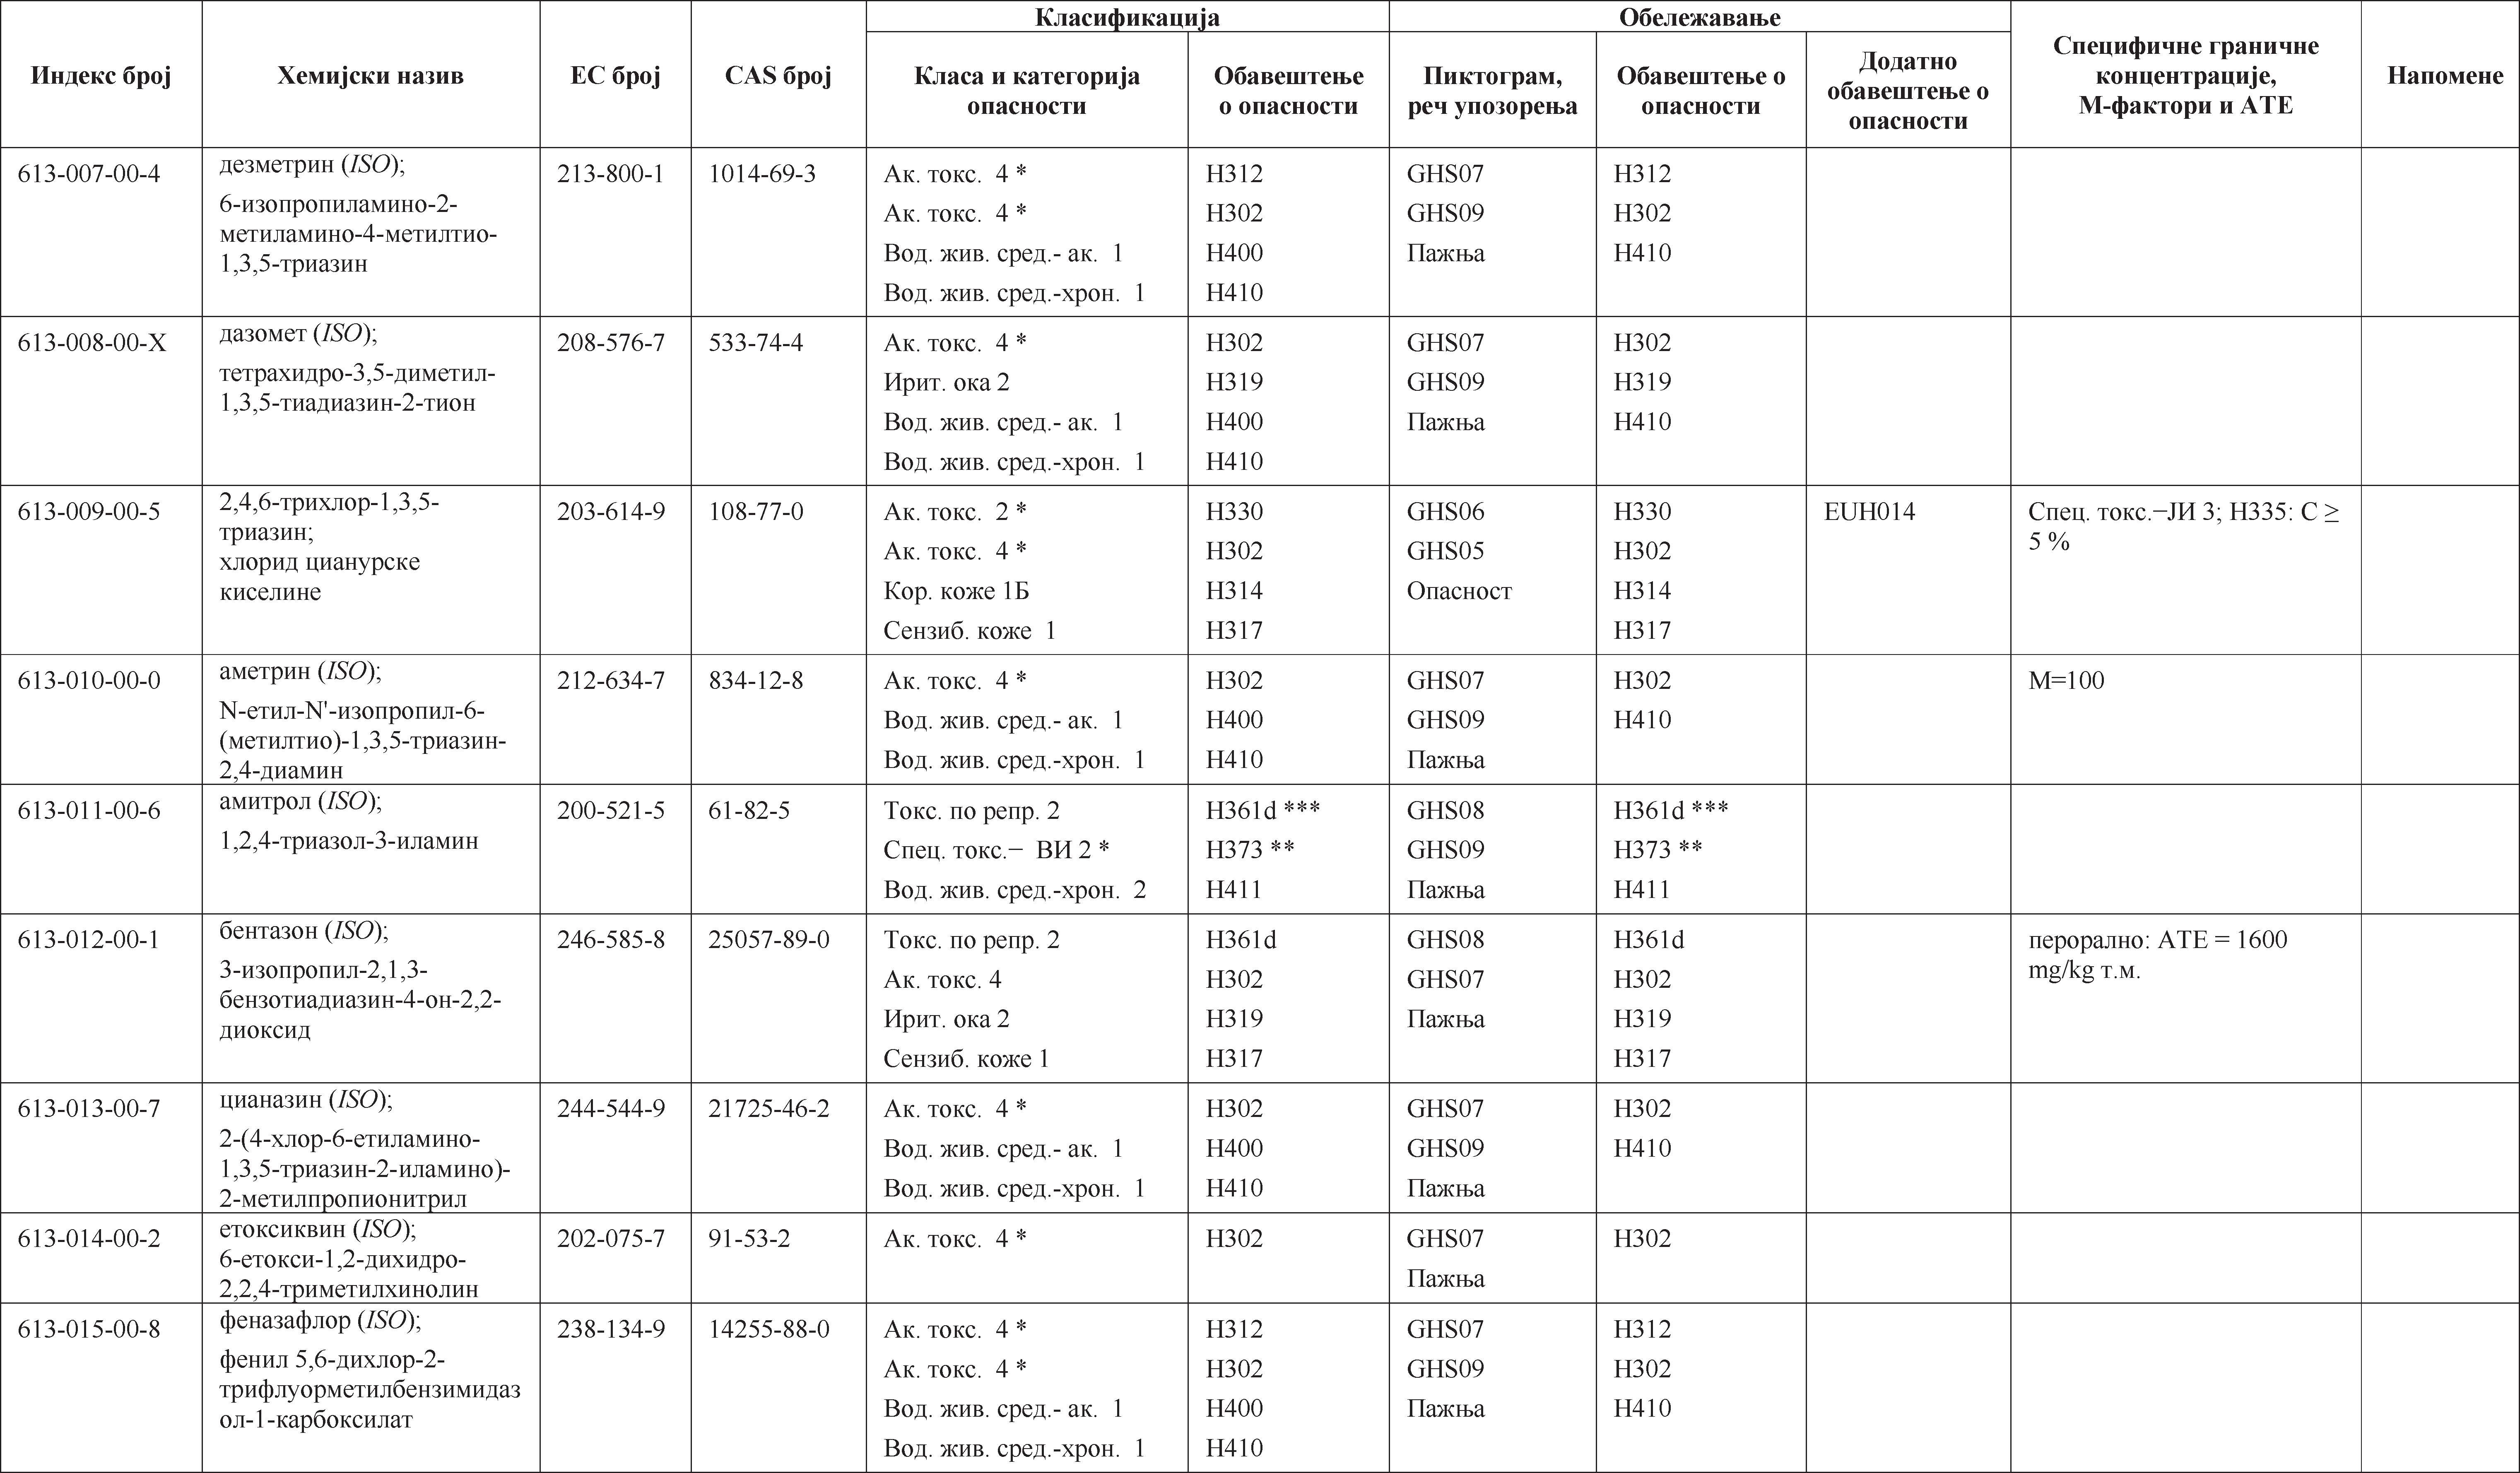 Индекс број
Хемијски назив
ЕС број
CAS број
Класификација
Класа и категорија
опасности
Обавештење
о опасности
Обележавање
Пиктограм,
реч упозорења
Обавештење о
опасности
Додатно
обавештење о
опасности
Специфичне граничне
концентрације,
М-фактори и АТЕ
Напомене
613-007-00-4
дезметрин (ISO);
6-изопропиламино-2-
метиламино-4-метилтио-
1,3,5-триазин
213-800-1
1014-69-3
Ак. токс. 4 *
Ак. токс. 4 *
Вод. жив. сред.- ак. 1
Вод. жив. сред.-хрон. 1
H312
H302
H400
H410
GHS07
GHS09
Пажња
H312
H302
H410
613-008-00-X
дазомет (ISO);
тетрахидро-3,5-диметил-
1,3,5-тиадиазин-2-тион
208-576-7
533-74-4
Ак. токс. 4 *
Ирит. ока 2
Вод. жив. сред.- ак. 1
Вод. жив. сред.-хрон. 1
H302
H319
H400
H410
GHS07
GHS09
Пажња
H302
H319
H410
613-009-00-5
2,4,6-трихлор-1,3,5-
триазин;
хлорид циануpске
киселине
203-614-9
108-77-0
Ак. токс. 2 *
Ак. токс. 4 *
Кор. коже 1Б
Сензиб. коже 1
H330
H302
H314
H317
GHS06
GHS05
Опасност
H330
H302
H314
H317
EUH014
Спец. токс.−ЈИ 3; H335: C ≥
5 %
613-010-00-0
аметрин (ISO);
N-етил-N'-изопропил-6-
(метилтио)-1,3,5-триазин-
2,4-диамин
212-634-7
834-12-8
Ак. токс. 4 *
Вод. жив. сред.- ак. 1
Вод. жив. сред.-хрон. 1
H302
H400
H410
GHS07
GHS09
Пажња
H302
H410
M=100
613-011-00-6
амитрол (ISO);
1,2,4-триазол-3-иламин
200-521-5
61-82-5
Токс. по репр. 2
Спец. токс.− ВИ 2 *
Вод. жив. сред.-хрон. 2
H361d ***
H373 **
H411
GHS08
GHS09
Пажња
H361d ***
H373 **
H411
613-012-00-1
бентазон (ISO);
3-изопропил-2,1,3-
бензотиадиазин-4-он-2,2-
диоксид
246-585-8
25057-89-0
Токс. по репр. 2
Ак. токс. 4
Ирит. ока 2
Сензиб. коже 1
H361d
H302
H319
H317
GHS08
GHS07
Пажња
H361d
H302
H319
H317
перорално: ATE = 1600
mg/kg т.м.
613-013-00-7
цианазин (ISO);
2-(4-хлор-6-етиламино-
1,3,5-триазин-2-иламино)-
2-метилпропионитрил
244-544-9
21725-46-2
Ак. токс. 4 *
Вод. жив. сред.- ак. 1
Вод. жив. сред.-хрон. 1
H302
H400
H410
GHS07
GHS09
Пажња
H302
H410
613-014-00-2
етоксиквин (ISO);
6-етокси-1,2-дихидро-
2,2,4-триметилхинолин
202-075-7
91-53-2
Ак. токс. 4 *
H302
GHS07
Пажња
H302
613-015-00-8
феназафлор (ISO);
фенил 5,6-дихлор-2-
трифлуорметилбензимидаз
ол-1-карбоксилат
238-134-9
14255-88-0
Ак. токс. 4 *
Ак. токс. 4 *
Вод. жив. сред.- ак. 1
Вод. жив. сред.-хрон. 1
H312
H302
H400
H410
GHS07
GHS09
Пажња
H312
H302
H410